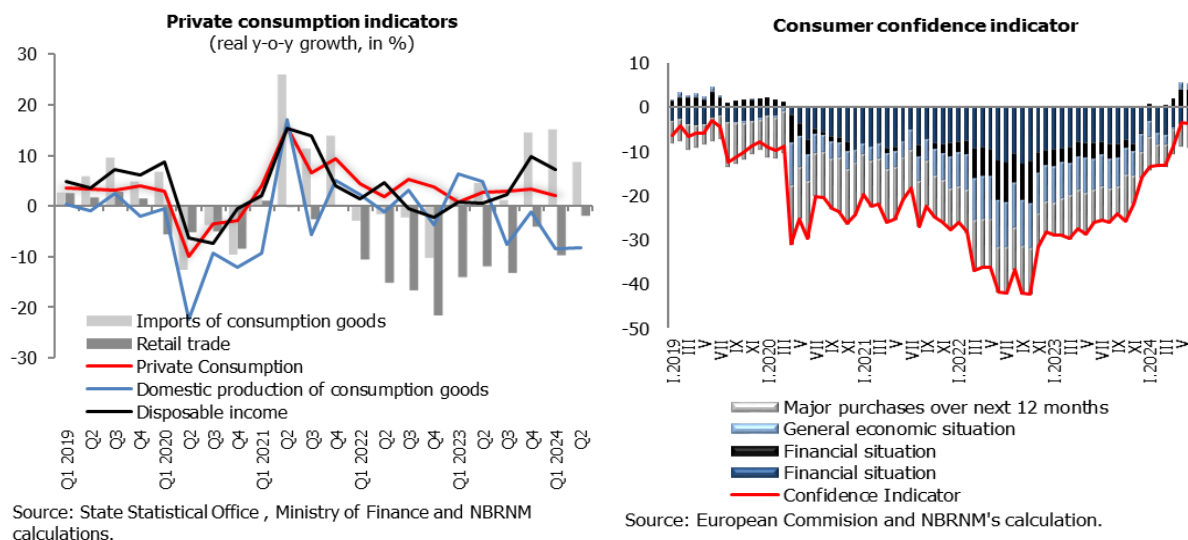 Private consumption indicators
(real y-o-y growth, in %)
30
20
10
0
-10
-20
-30
Imports of consumption goods
Retail trade
Private Consumption
Domestic production of consumption goods
Disposable income
Q1 2019
Q2
Q3
Q4
Q1 2020
Q2
Q3
Q4
Q1 2021
Q2
Q3
Q4
Q1 2022
Q2
Q3
Q4
Q1 2023
Q2
Q3
Q4
Q1 2024
Q2
Source: State Statistical Office , Ministry of Finance and NBRNM
calculations.
Consumer confidence indicator
10
0
-10
-20
-30
-40
-50
I.2019
III
V
VII
IX
XI
I.2020
III
V
VII
IX
XI
I.2021
III
V
VII
IX
XI
I.2022
III
V
VII
IX
XI
I.2023
III
V
VII
IX
XI
I.2024
III
V
Major purchases over next 12 months
General economic situation
Financial situation
Financial situation
Confidence Indicator
Source: European Commision and NBRNM's calculation.